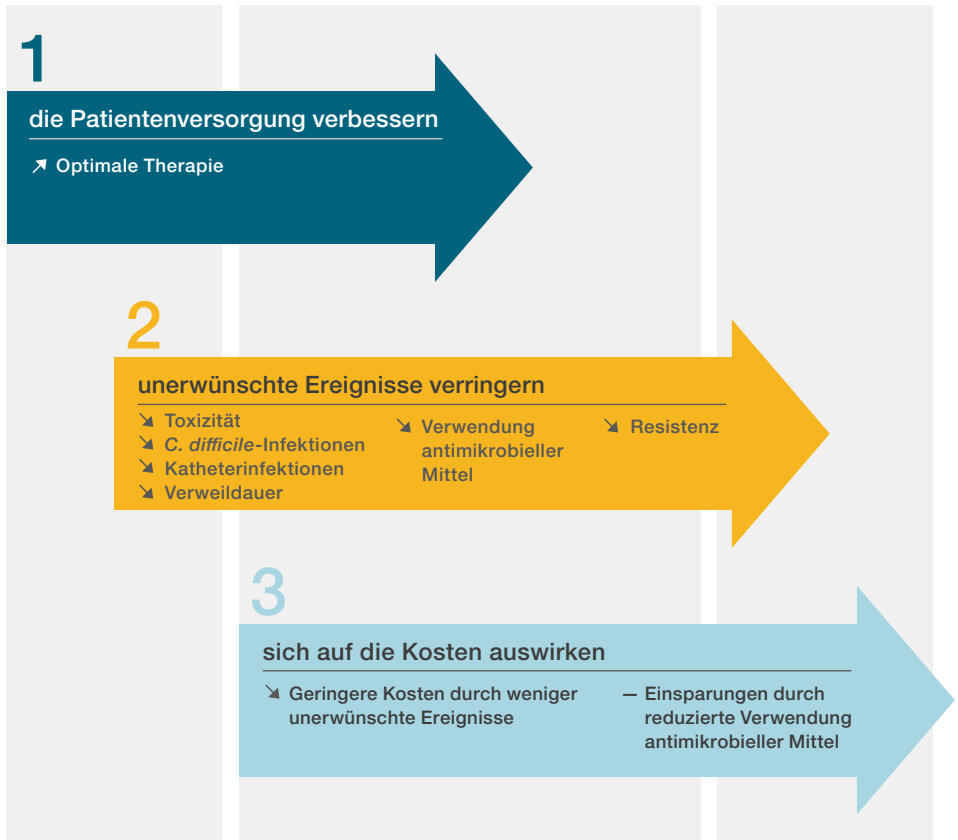 1
die Patientenversorgung verbessern
↗ Optimale Therapie
2
unerwünschte Ereignisse verringern
↘ Toxizität
↘ C. difficile-Infektionen
↘ Katheterinfektionen
↘ Verweildauer
↘ Verwendung
antimikrobieller
Mittel
↘ Resistenz
3
sich auf die Kosten auswirken
↘ Geringere Kosten durch weniger
unerwünschte Ereignisse
– Einsparungen durch
reduzierte Verwendung
antimikrobieller Mittel